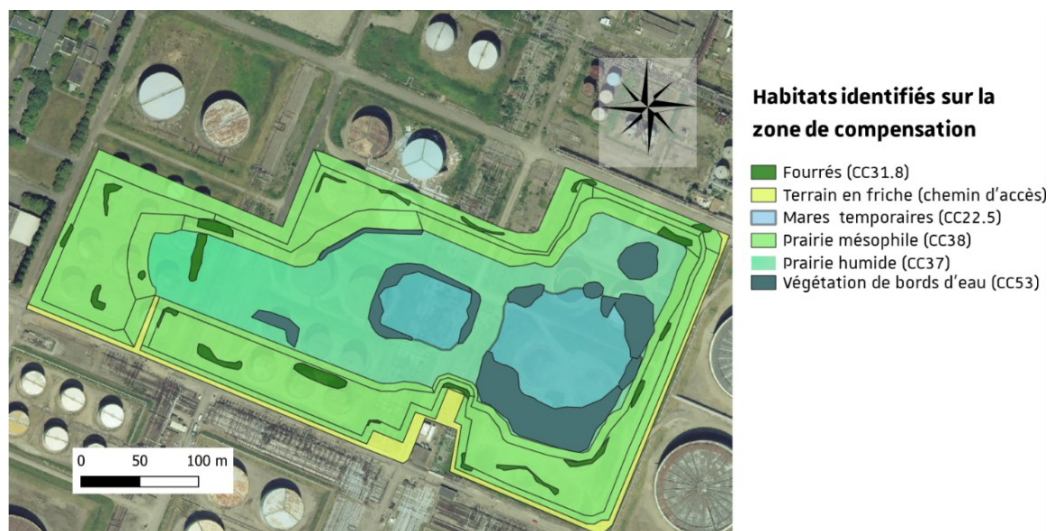 Habitats identifiés sur la
zone de compensation
Fourrés (CC31.8)
Terrain en friche (chemin d'accès)
Mares temporaires (CC22.5)
Prairie mésophile (CC38)
Prairie humide (CC37)
Végétation de bords d'eau (CC53)
0 50 100 m